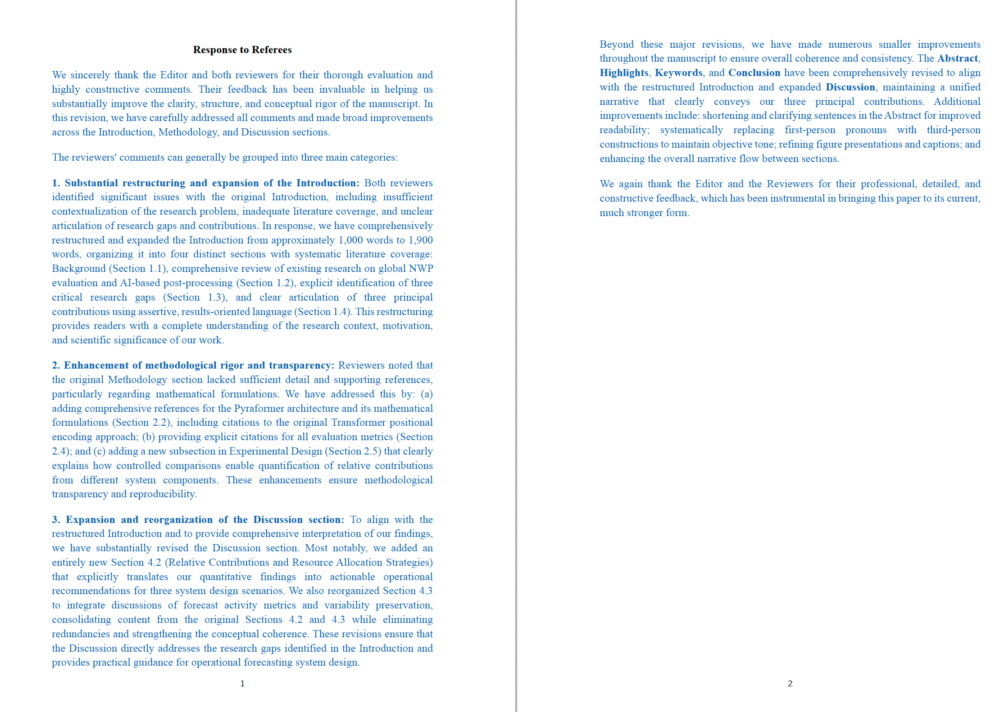 Response to Referees
We sincerely thank the Editor and both reviewers for their thorough evaluation and
highly constructive comments. Their feedback has been invaluable in helping us
substantially improve the clarity, structure, and conceptual rigor of the manuscript. In
this revision, we have carefully addressed all comments and made broad improvements
across the Introduction, Methodology, and Discussion sections.
The reviewers' comments can generally be grouped into three main categories:
1. Substantial restructuring and expansion of the Introduction: Both reviewers
identified significant issues with the original Introduction, including insufficient
contextualization of the research problem, inadequate literature coverage, and unclear
articulation of research gaps and contributions. In response, we have comprehensively
restructured and expanded the Introduction from approximately 1,000 words to 1,900
words, organizing it into four distinct sections with systematic literature coverage:
Background (Section 1.1), comprehensive review of existing research on global NWP
evaluation and AI-based post-processing (Section 1.2), explicit identification of three
critical research gaps (Section 1.3), and clear articulation of three principal
contributions using assertive, results-oriented language (Section 1.4). This restructuring
provides readers with a complete understanding of the research context, motivation,
and scientific significance of our work.
2. Enhancement of methodological rigor and transparency: Reviewers noted that
the original Methodology section lacked sufficient detail and supporting references,
particularly regarding mathematical formulations. We have addressed this by: (a)
adding comprehensive references for the Pyraformer architecture and its mathematical
formulations (Section 2.2), including citations to the original Transformer positional
encoding approach; (b) providing explicit citations for all evaluation metrics (Section
2.4); and (c) adding a new subsection in Experimental Design (Section 2.5) that clearly
explains how controlled comparisons enable quantification of relative contributions
from different system components. These enhancements ensure methodological
transparency and reproducibility.
3. Expansion and reorganization of the Discussion section: To align with the
restructured Introduction and to provide comprehensive interpretation of our findings,
we have substantially revised the Discussion section. Most notably, we added an
entirely new Section 4.2 (Relative Contributions and Resource Allocation Strategies)
that explicitly translates our quantitative findings into actionable operational
recommendations for three system design scenarios. We also reorganized Section 4.3
to integrate discussions of forecast activity metrics and variability preservation,
consolidating content from the original Sections 4.2 and 4.3 while eliminating
redundancies and strengthening the conceptual coherence. These revisions ensure that
the Discussion directly addresses the research gaps identified in the Introduction and
provides practical guidance for operational forecasting system design.
1
Beyond these major revisions, we have made numerous smaller improvements
throughout the manuscript to ensure overall coherence and consistency. The Abstract,
Highlights, Keywords, and Conclusion have been comprehensively revised to align
with the restructured Introduction and expanded Discussion, maintaining a unified
narrative that clearly conveys our three principal contributions. Additional
improvements include: shortening and clarifying sentences in the Abstract for improved
readability; systematically replacing first-person pronouns with third-person
constructions to maintain objective tone; refining figure presentations and captions; and
enhancing the overall narrative flow between sections.
We again thank the Editor and the Reviewers for their professional, detailed, and
constructive feedback, which has been instrumental in bringing this paper to its current,
much stronger form.
2